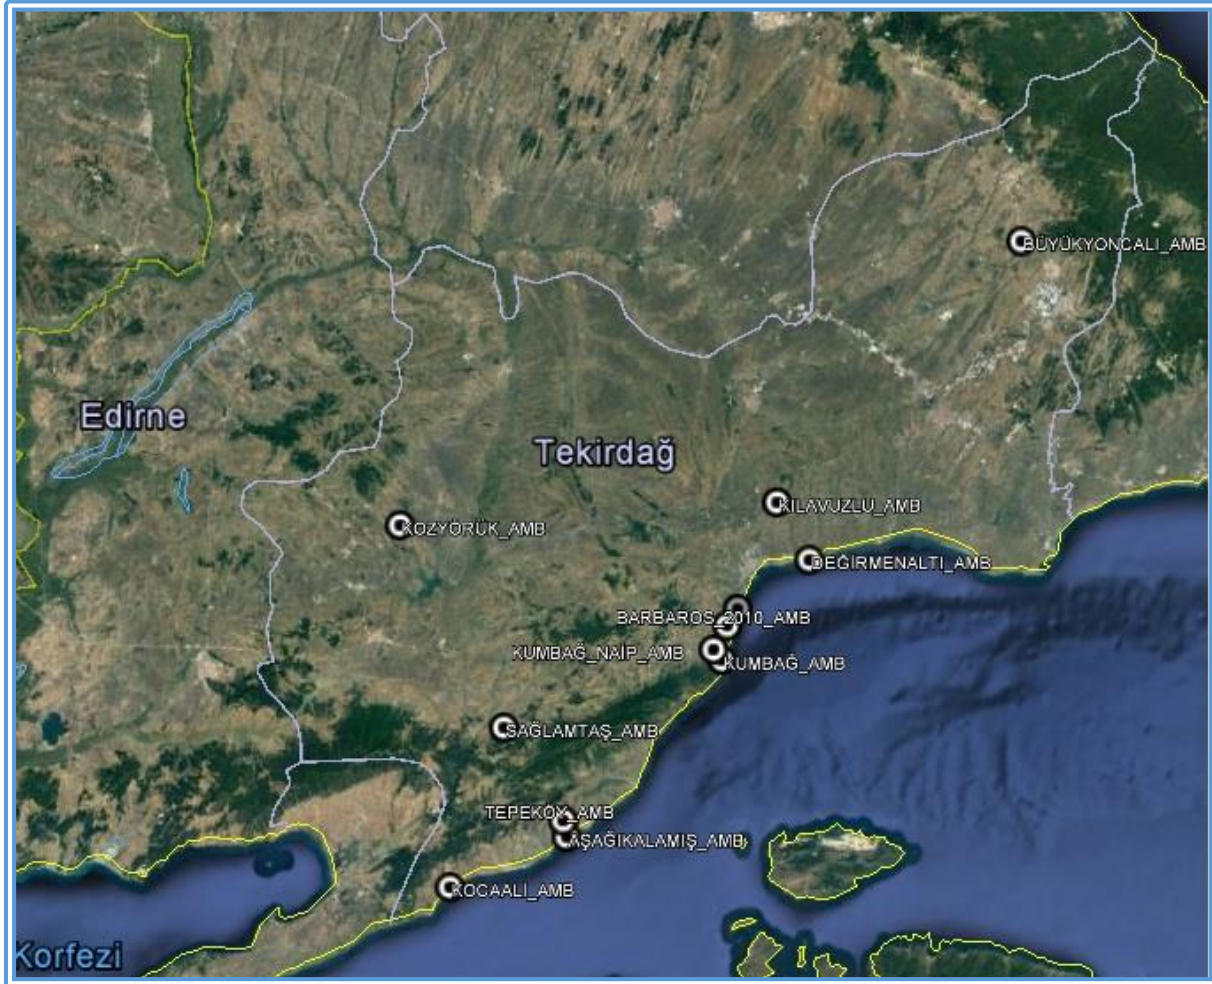 BÜYÜKYONCALI_AMB
Edirne
Tekirdağ
KILAVUZLU_AMB
KOZYÖRÜK_AMB
DEĞİRMENALTI_AMB
BARBAROS_2010_AMB
KUMBAĞ_NAİP_AMB
KUMBAĞ_AMB
SAĞLAMTAŞ_AMB
TEPEKÖY_AMB
AŞAĞIKALAMIŞ_AMB
KOCAALİ_AMB
Korfezi